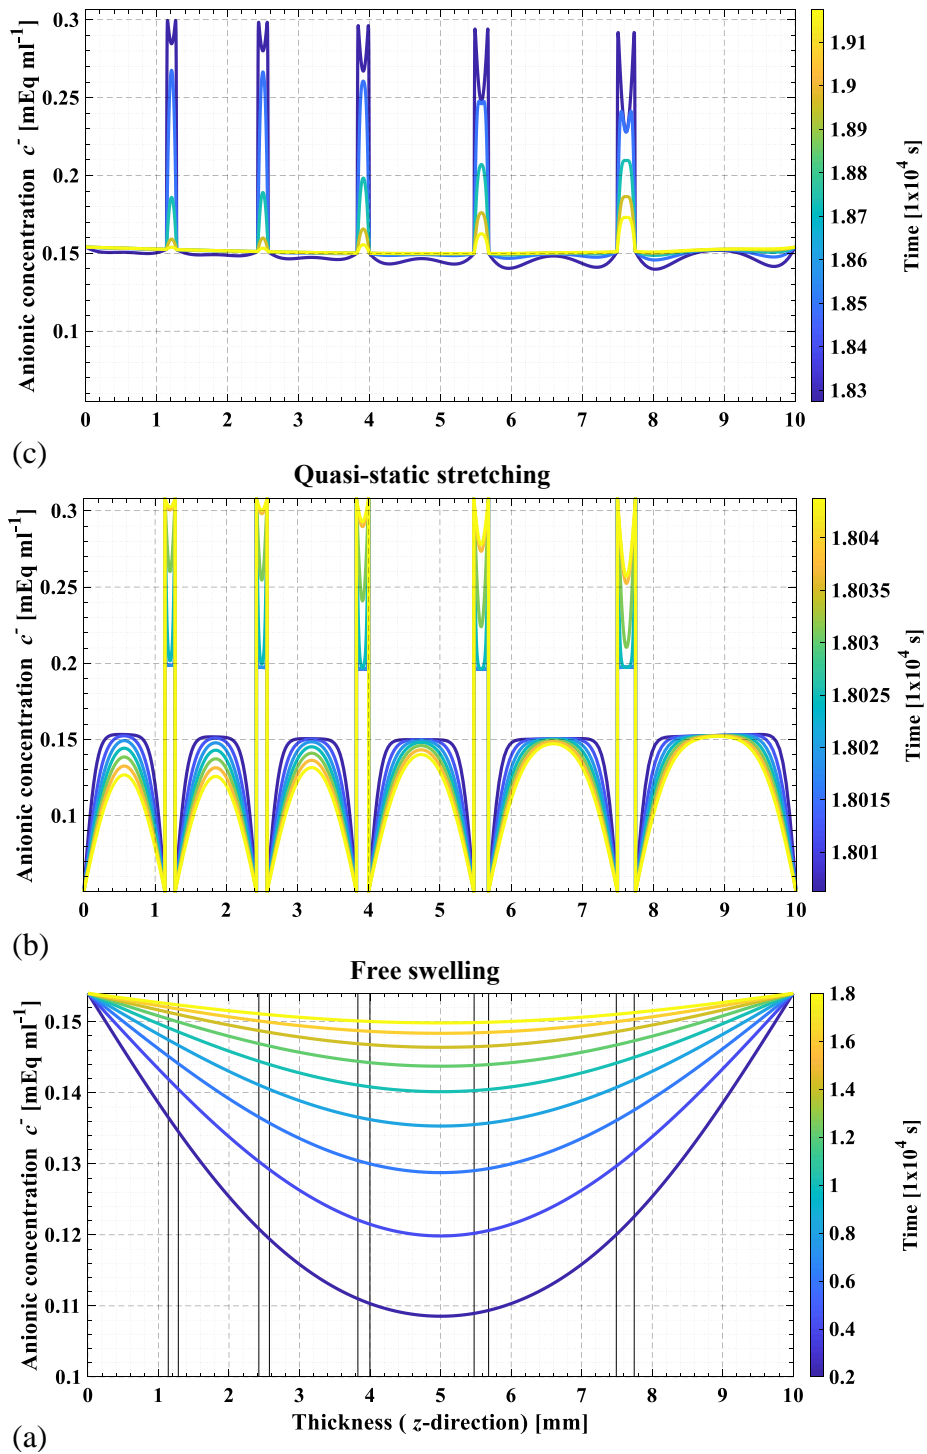 0.3
0.25
0.2
0.15
0.1
Anionic concentration c⁻ [mEq ml⁻¹]
0 1 2 3 4 5 6 7 8 9 10
1.91
1.9
1.89
1.88
1.87
1.86
1.85
1.84
1.83
Time [1x10⁴ s]
(c)
Quasi-static stretching
0.3
0.25
0.2
0.15
0.1
Anionic concentration c⁻ [mEq ml⁻¹]
0 1 2 3 4 5 6 7 8 9 10
1.804
1.8035
1.803
1.8025
1.802
1.8015
1.801
Time [1x10⁴ s]
(b)
Free swelling
0.15
0.14
0.13
0.12
0.11
0.1
Anionic concentration c⁻ [mEq ml⁻¹]
0 1 2 3 4 5 6 7 8 9 10
Thickness ( z-direction) [mm]
1.8
1.6
1.4
1.2
1
0.8
0.6
0.4
0.2
Time [1x10⁴ s]
(a)